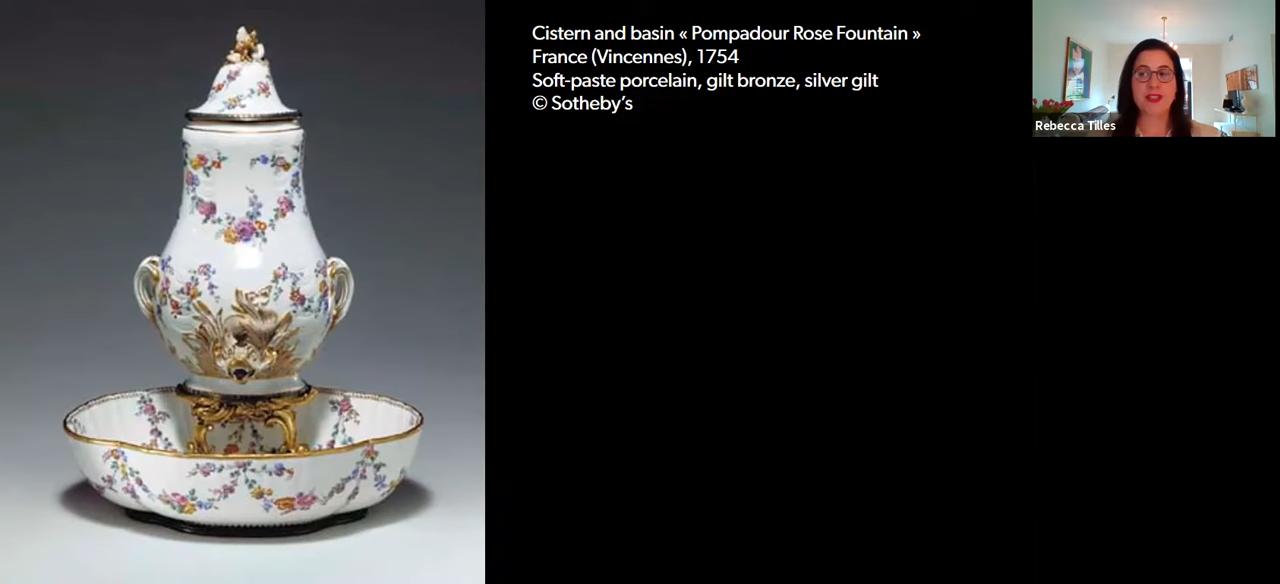 Cistern and basin « Pompadour Rose Fountain »
France (Vincennes), 1754
Soft-paste porcelain, gilt bronze, silver gilt
© Sotheby's
Rebecca Tilles